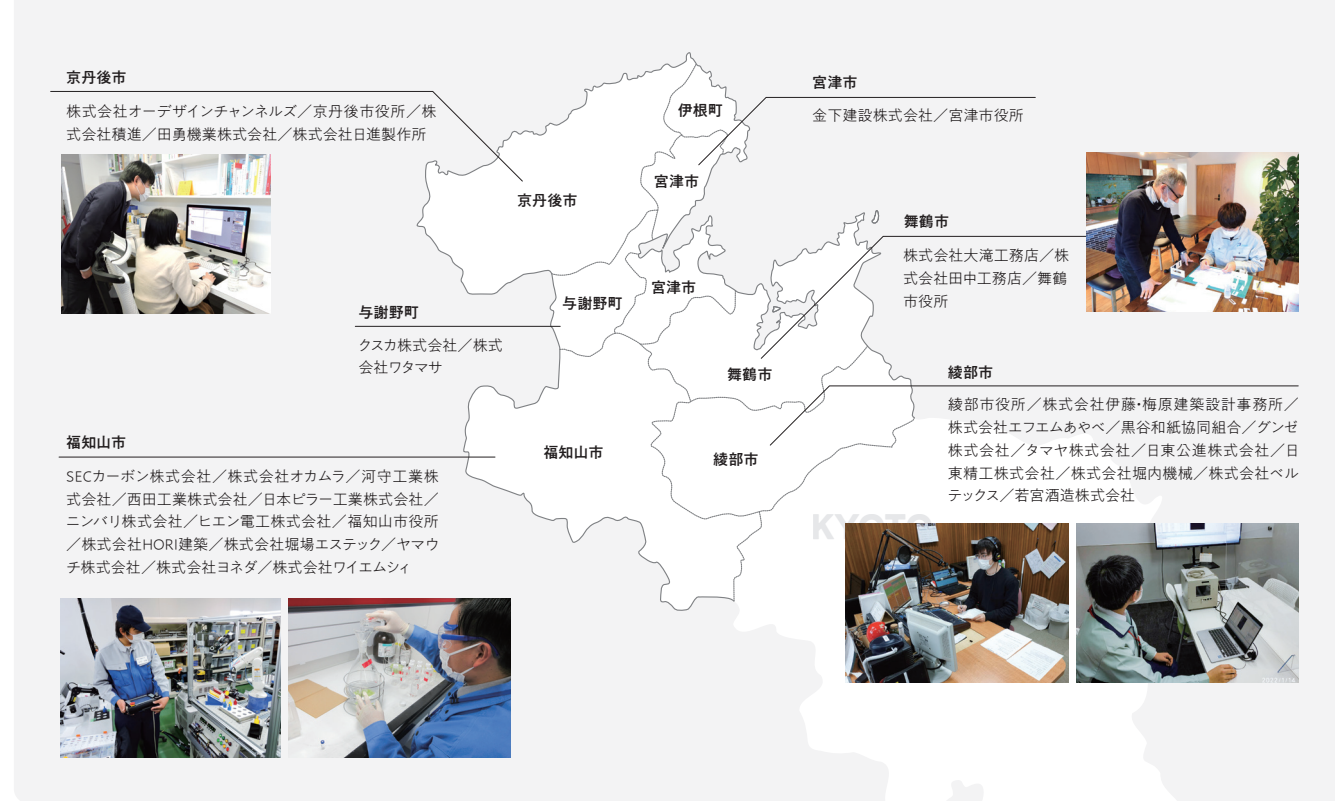 京丹後市
株式会社オーデザインチャンネルズ／京丹後市役所／株
式会社積進／田勇機業株式会社／株式会社日進製作所
宮津市
金下建設株式会社／宮津市役所
伊根町
宮津市
京丹後市
舞鶴市
株式会社大滝工務店／株
式会社田中工務店／舞鶴
市役所
宮津市
与謝野町
与謝野町
クスカ株式会社／株式
会社ワタマサ
舞鶴市
綾部市
綾部市役所／株式会社伊藤・梅原建築設計事務所／
株式会社エフエムあやべ／黒谷和紙協同組合／グンゼ
株式会社／タマヤ株式会社／日東公進株式会社／日
東精工株式会社／株式会社堀内機械／株式会社ベル
テックス／若宮酒造株式会社
福知山市
綾部市
福知山市
SECカーボン株式会社／株式会社オカムラ／河守工業株
式会社／西田工業株式会社／日本ピラー工業株式会社／
ニンバリ株式会社／ヒエン電工株式会社／福知山市役所
／株式会社HORI建築／株式会社堀場エステック／ヤマウ
チ株式会社／株式会社ヨネダ／株式会社ワイエムシィ
KYOTO